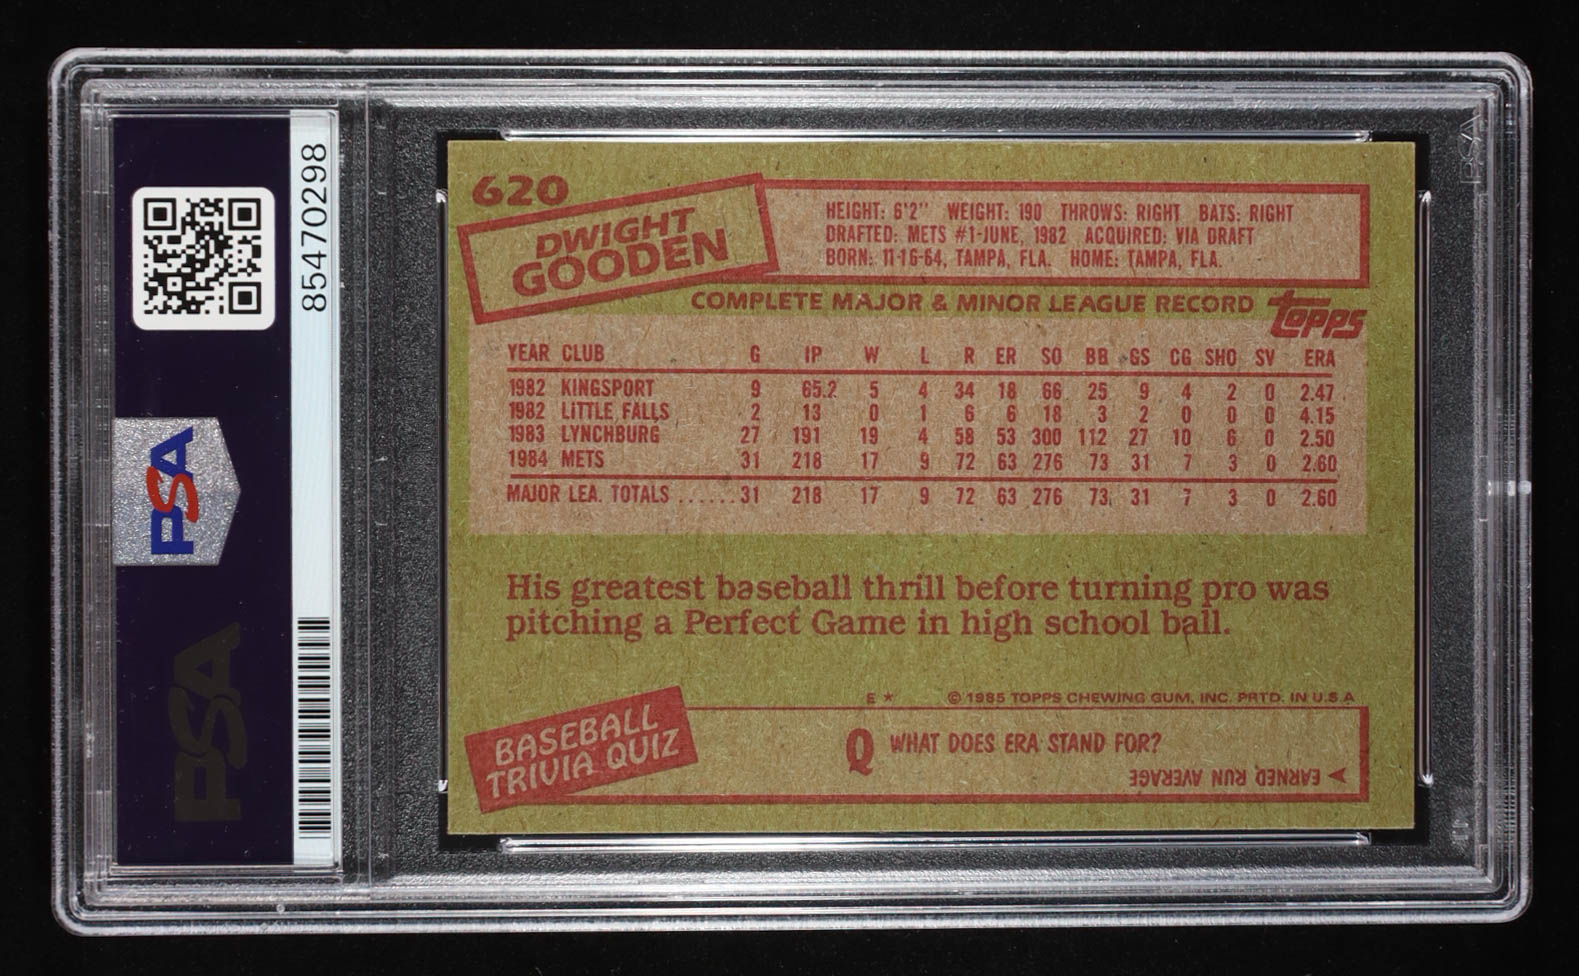 85470298
PSA
PSA
620
DWIGHT
GOODEN
HEIGHT: 6'2" WEIGHT: 190 THROWS: RIGHT BATS: RIGHT
DRAFTED: METS #1-JUNE, 1982 ACQUIRED: VIA DRAFT
BORN: 11-16-64, TAMPA, FLA. HOME: TAMPA, FLA.
COMPLETE MAJOR & MINOR LEAGUE RECORD
topps
YEAR CLUB G IP W L R ER SO BB GS CG SHO SV ERA
1982 KINGSPORT 9 65.2 5 4 34 18 66 25 9 4 2 0 2.47
1982 LITTLE FALLS 2 13 0 1 6 6 18 3 2 0 0 0 4.15
1983 LYNCHBURG 27 191 19 4 58 53 300 112 27 10 6 0 2.50
1984 METS 31 218 17 9 72 63 276 73 31 7 3 0 2.60
MAJOR LEA. TOTALS ...... 31 218 17 9 72 63 276 73 31 7 3 0 2.60
His greatest baseball thrill before turning pro was
pitching a Perfect Game in high school ball.
E * © 1985 TOPPS CHEWING GUM, INC. PRTD. IN U.S.A
BASEBALL
TRIVIA QUIZ
Q WHAT DOES ERA STAND FOR?
EARNED RUN AVERAGE
PSA